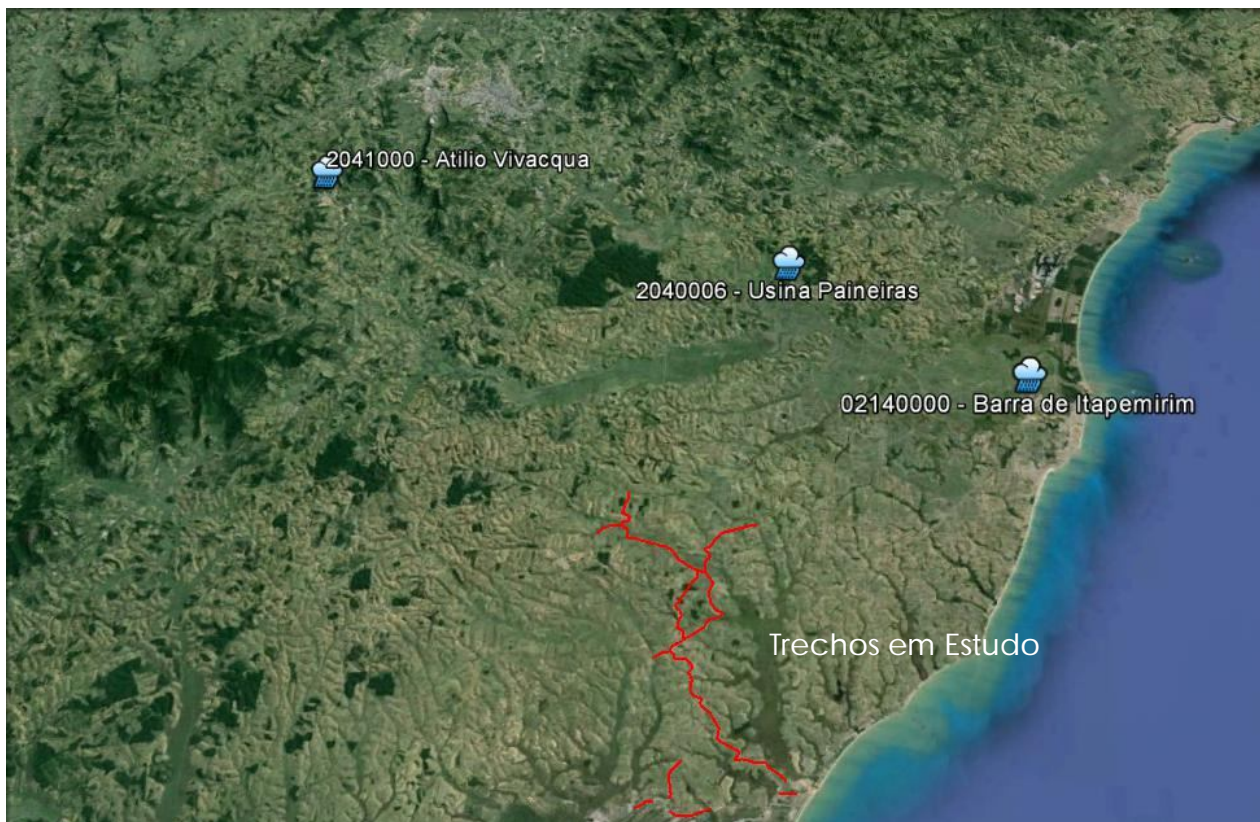 2041000 - Atilio Vivacqua
2040006 - Usina Paineiras
02140000 - Barra de Itapemirim
Trechos em Estudo